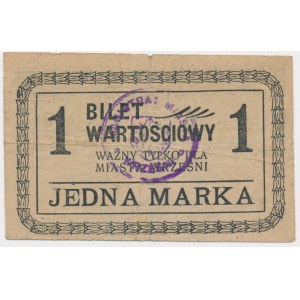 1 BILET 1
WARTOŚCIOWY
WAŻNY TYLKO DLA
MIASTA WRZEŚNI
JEDNA MARKA